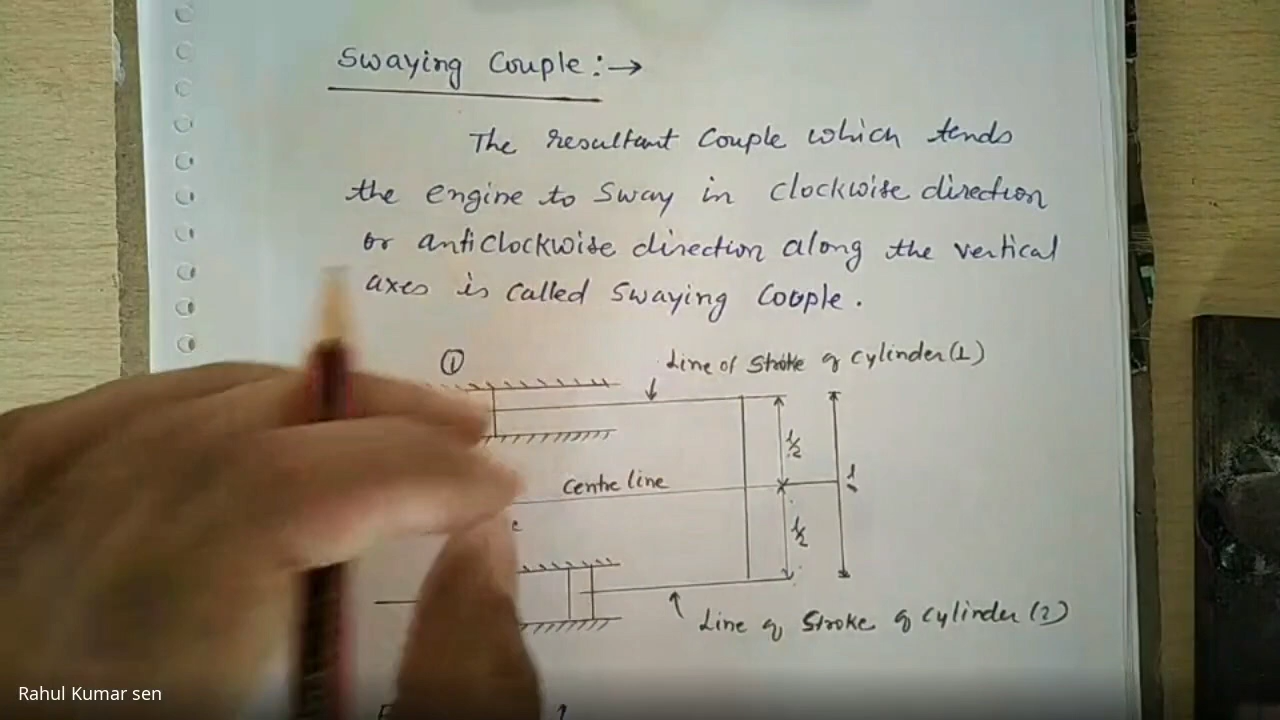 Swaying Couple :→
The resultant Couple which tends
the engine to Sway in clockwise direction
or anticlockwise direction along the vertical
axes is called Swaying Couple.
①
Line of Stroke of Cylinder (1)
l/2
Centre line
l
l/2
Line of Stroke of Cylinder (2)
Rahul Kumar sen